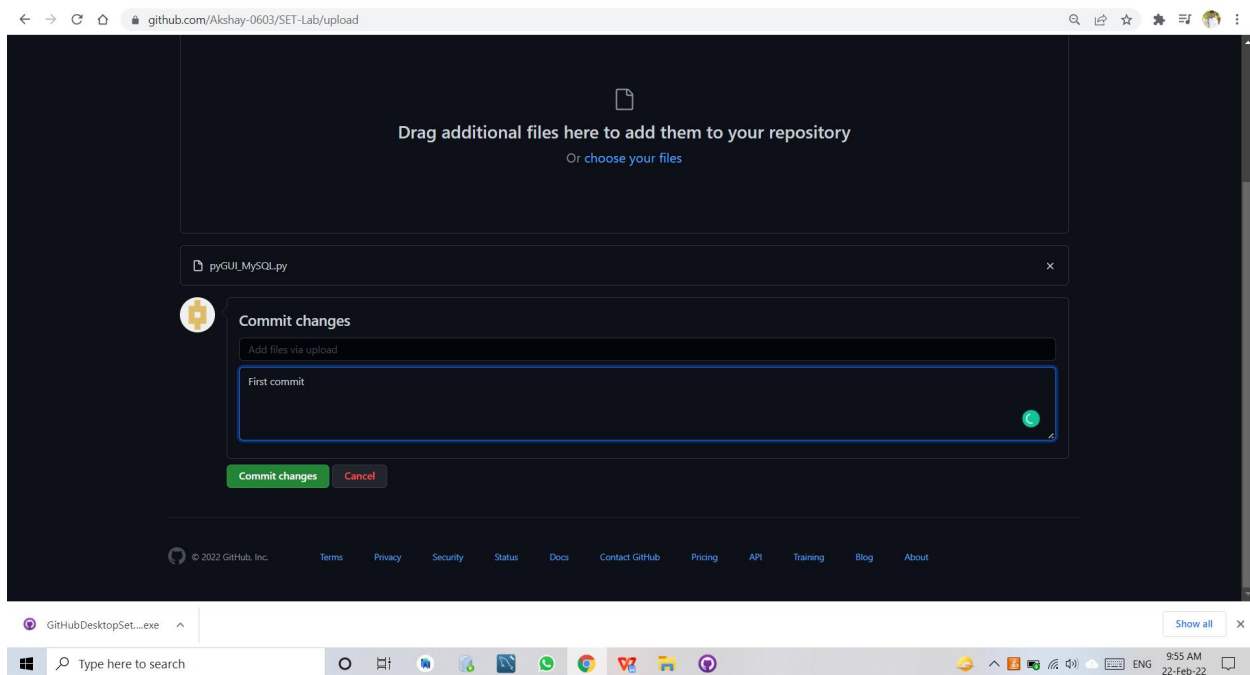 github.com/Akshay-0603/SET-Lab/upload
Drag additional files here to add them to your repository
Or choose your files
pyGUI_MySQL.py
Commit changes
Add files via upload
First commit
Commit changes Cancel
© 2022 GitHub, Inc. Terms Privacy Security Status Docs Contact GitHub Pricing API Training Blog About
GitHubDesktopSet....exe Show all
Type here to search ENG 9:55 AM
22-Feb-22